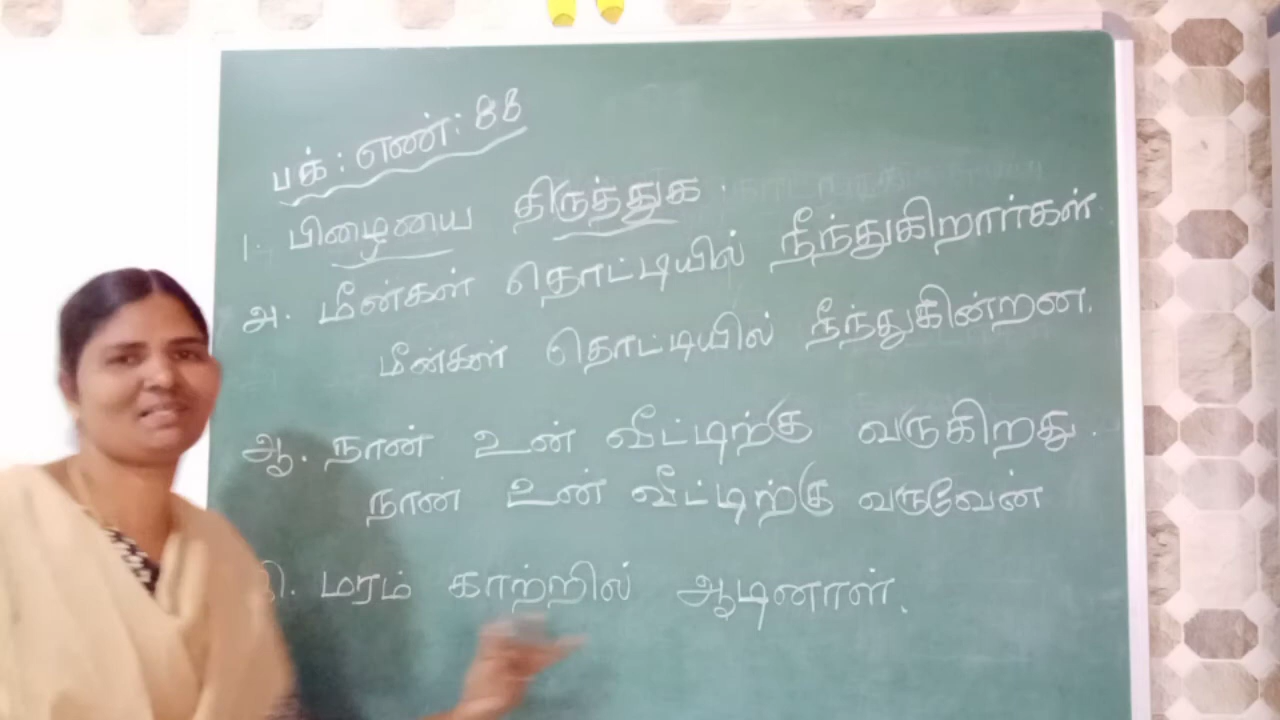 பக் : எண் : 88
1. பிழையை திருத்துக.
அ. மீன்கள் தொட்டியில் நீந்துகிறார்கள்
மீன்கள் தொட்டியில் நீந்துகின்றன.
ஆ. நான் உன் வீட்டிற்கு வருகிறது.
நான் உன் வீட்டிற்கு வருவேன்
மரம் காற்றில் ஆடினாள்.